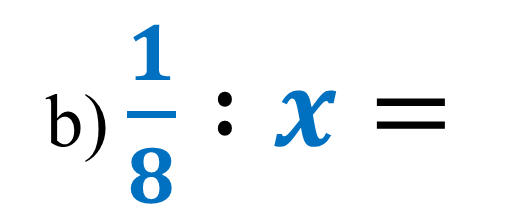 b) 1/8 : x =